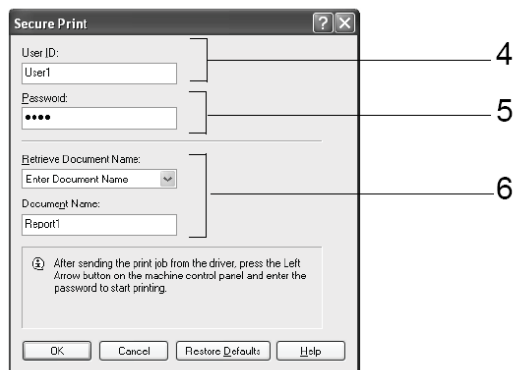 Secure Print
User ID:
User1
4
Password:
●●●●
5
Retrieve Document Name:
Enter Document Name
6
Document Name:
Report1
After sending the print job from the driver, press the Left
Arrow button on the machine control panel and enter the
password to start printing.
OK Cancel Restore Defaults Help